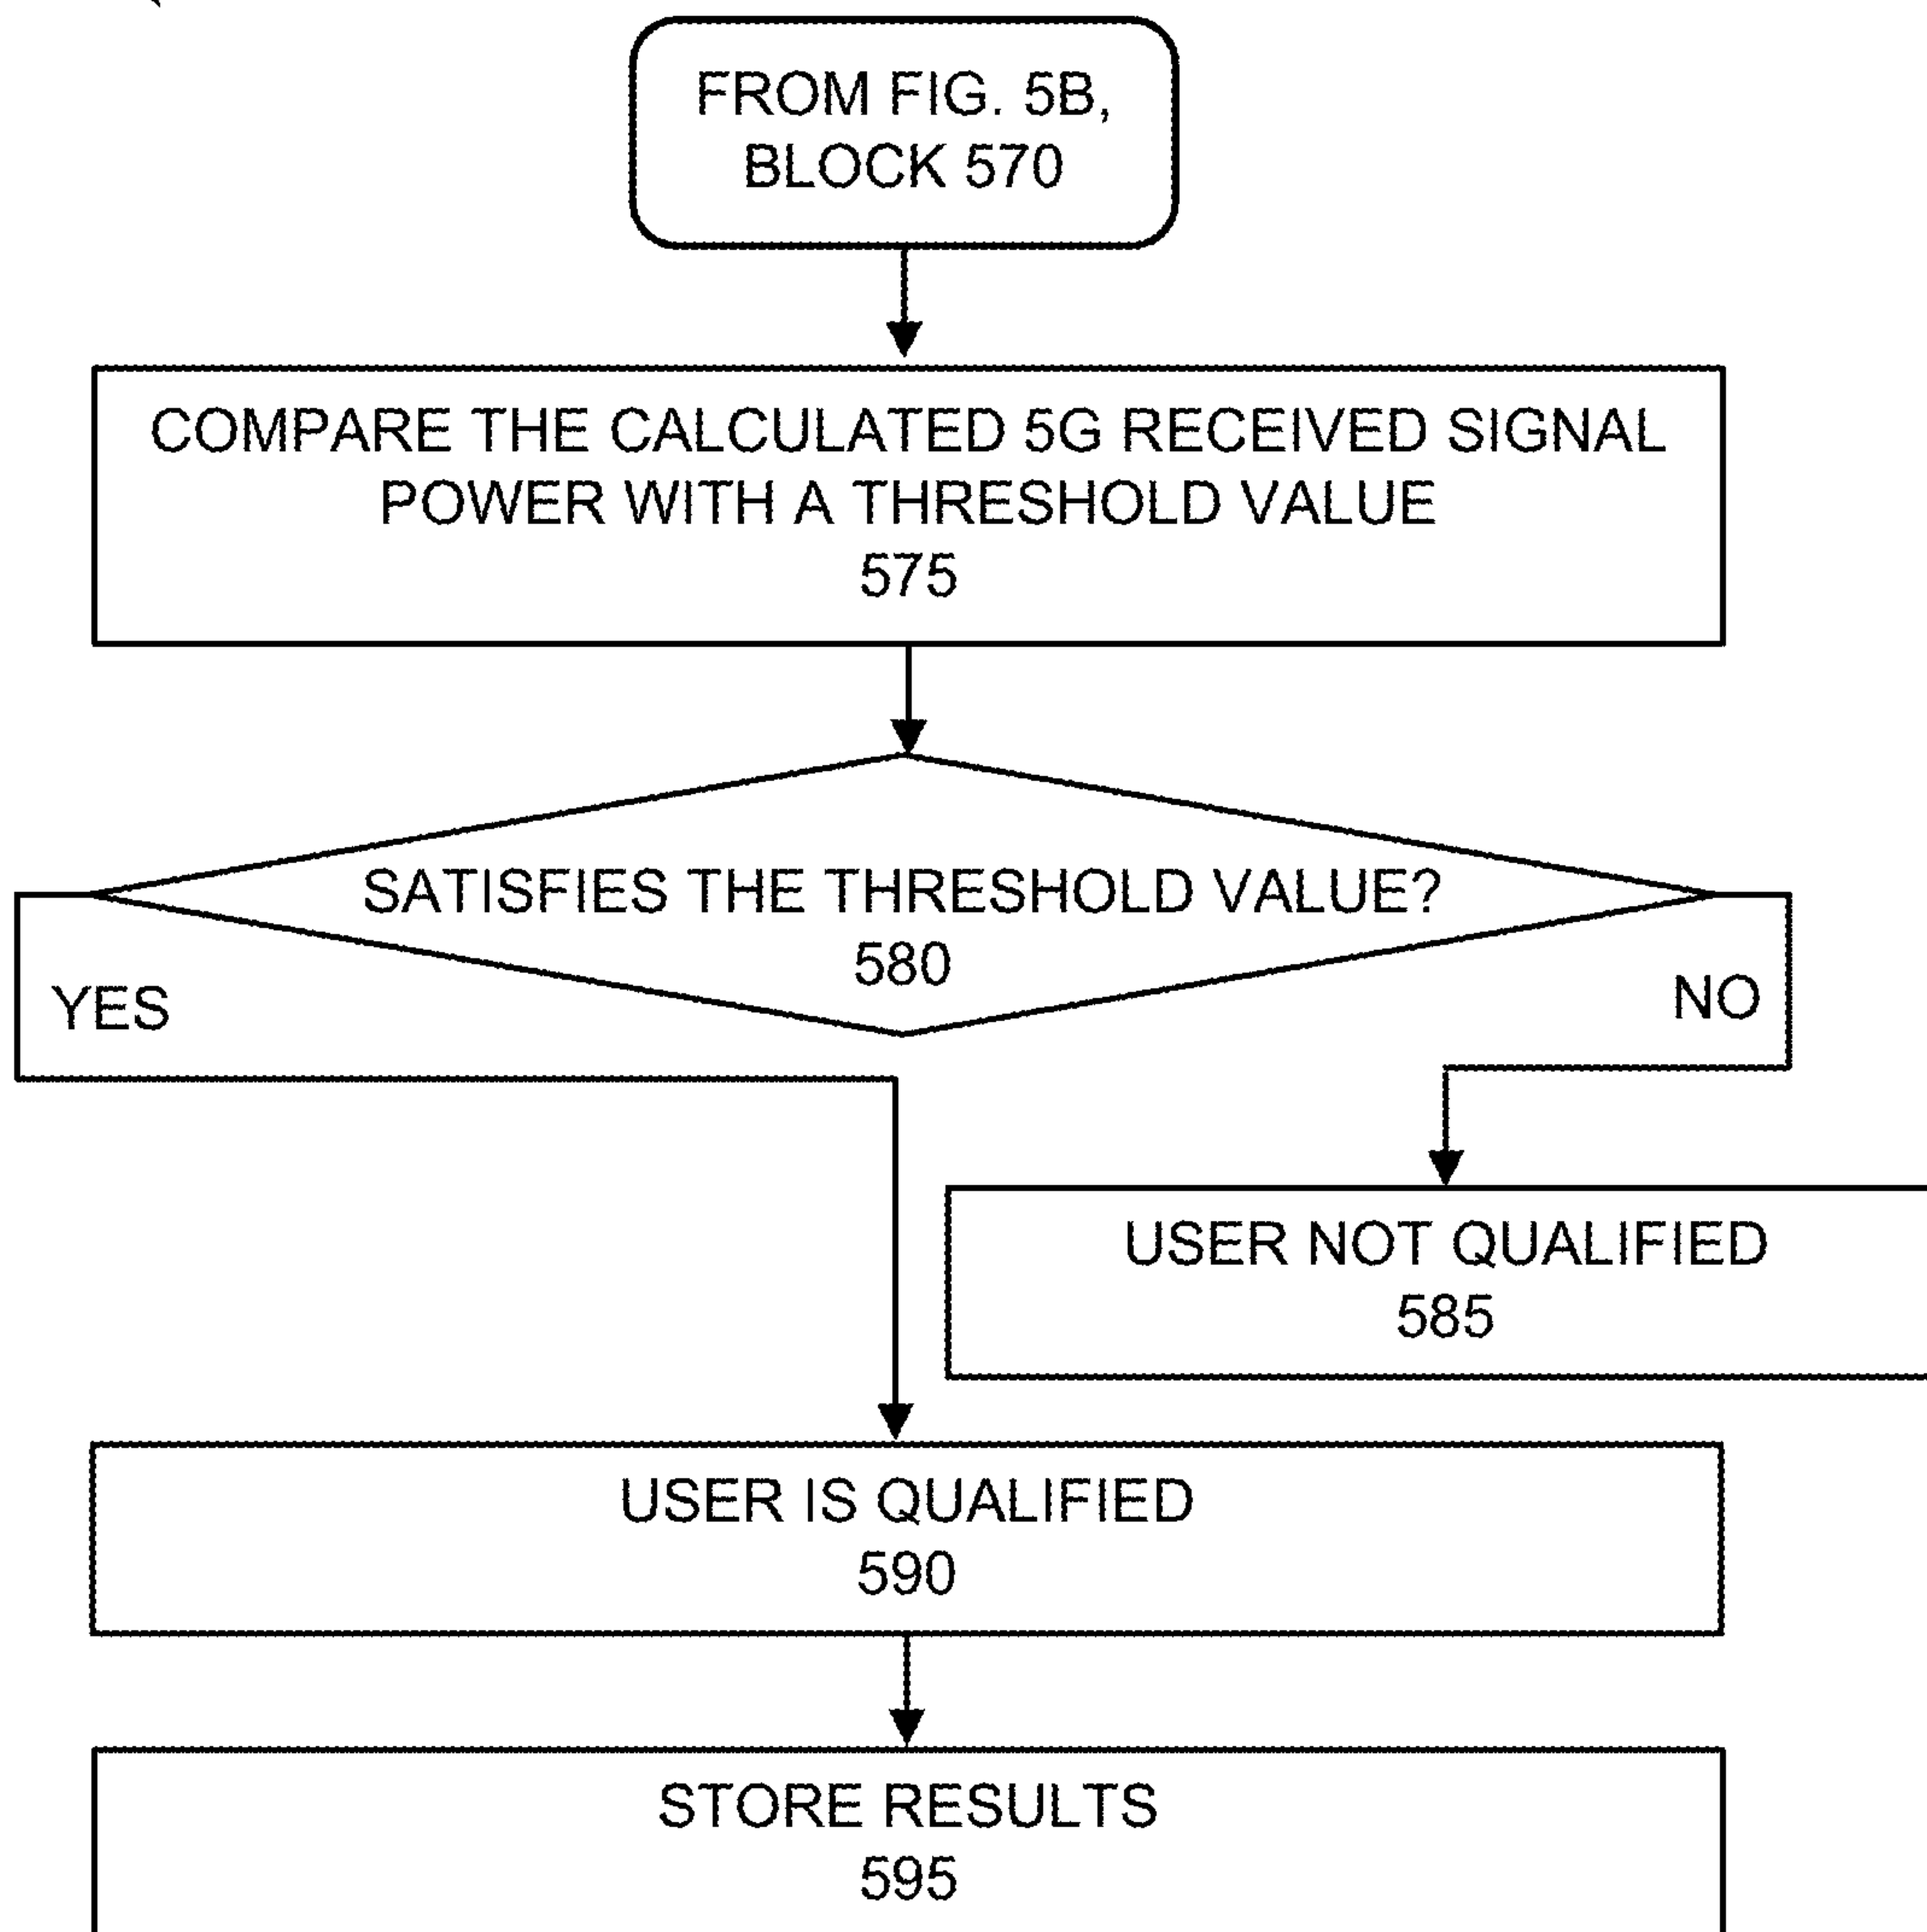 FROM FIG. 5B,
BLOCK 570
COMPARE THE CALCULATED 5G RECEIVED SIGNAL
POWER WITH A THRESHOLD VALUE
575
SATISFIES THE THRESHOLD VALUE?
580
YES
NO
USER NOT QUALIFIED
585
USER IS QUALIFIED
590
STORE RESULTS
595